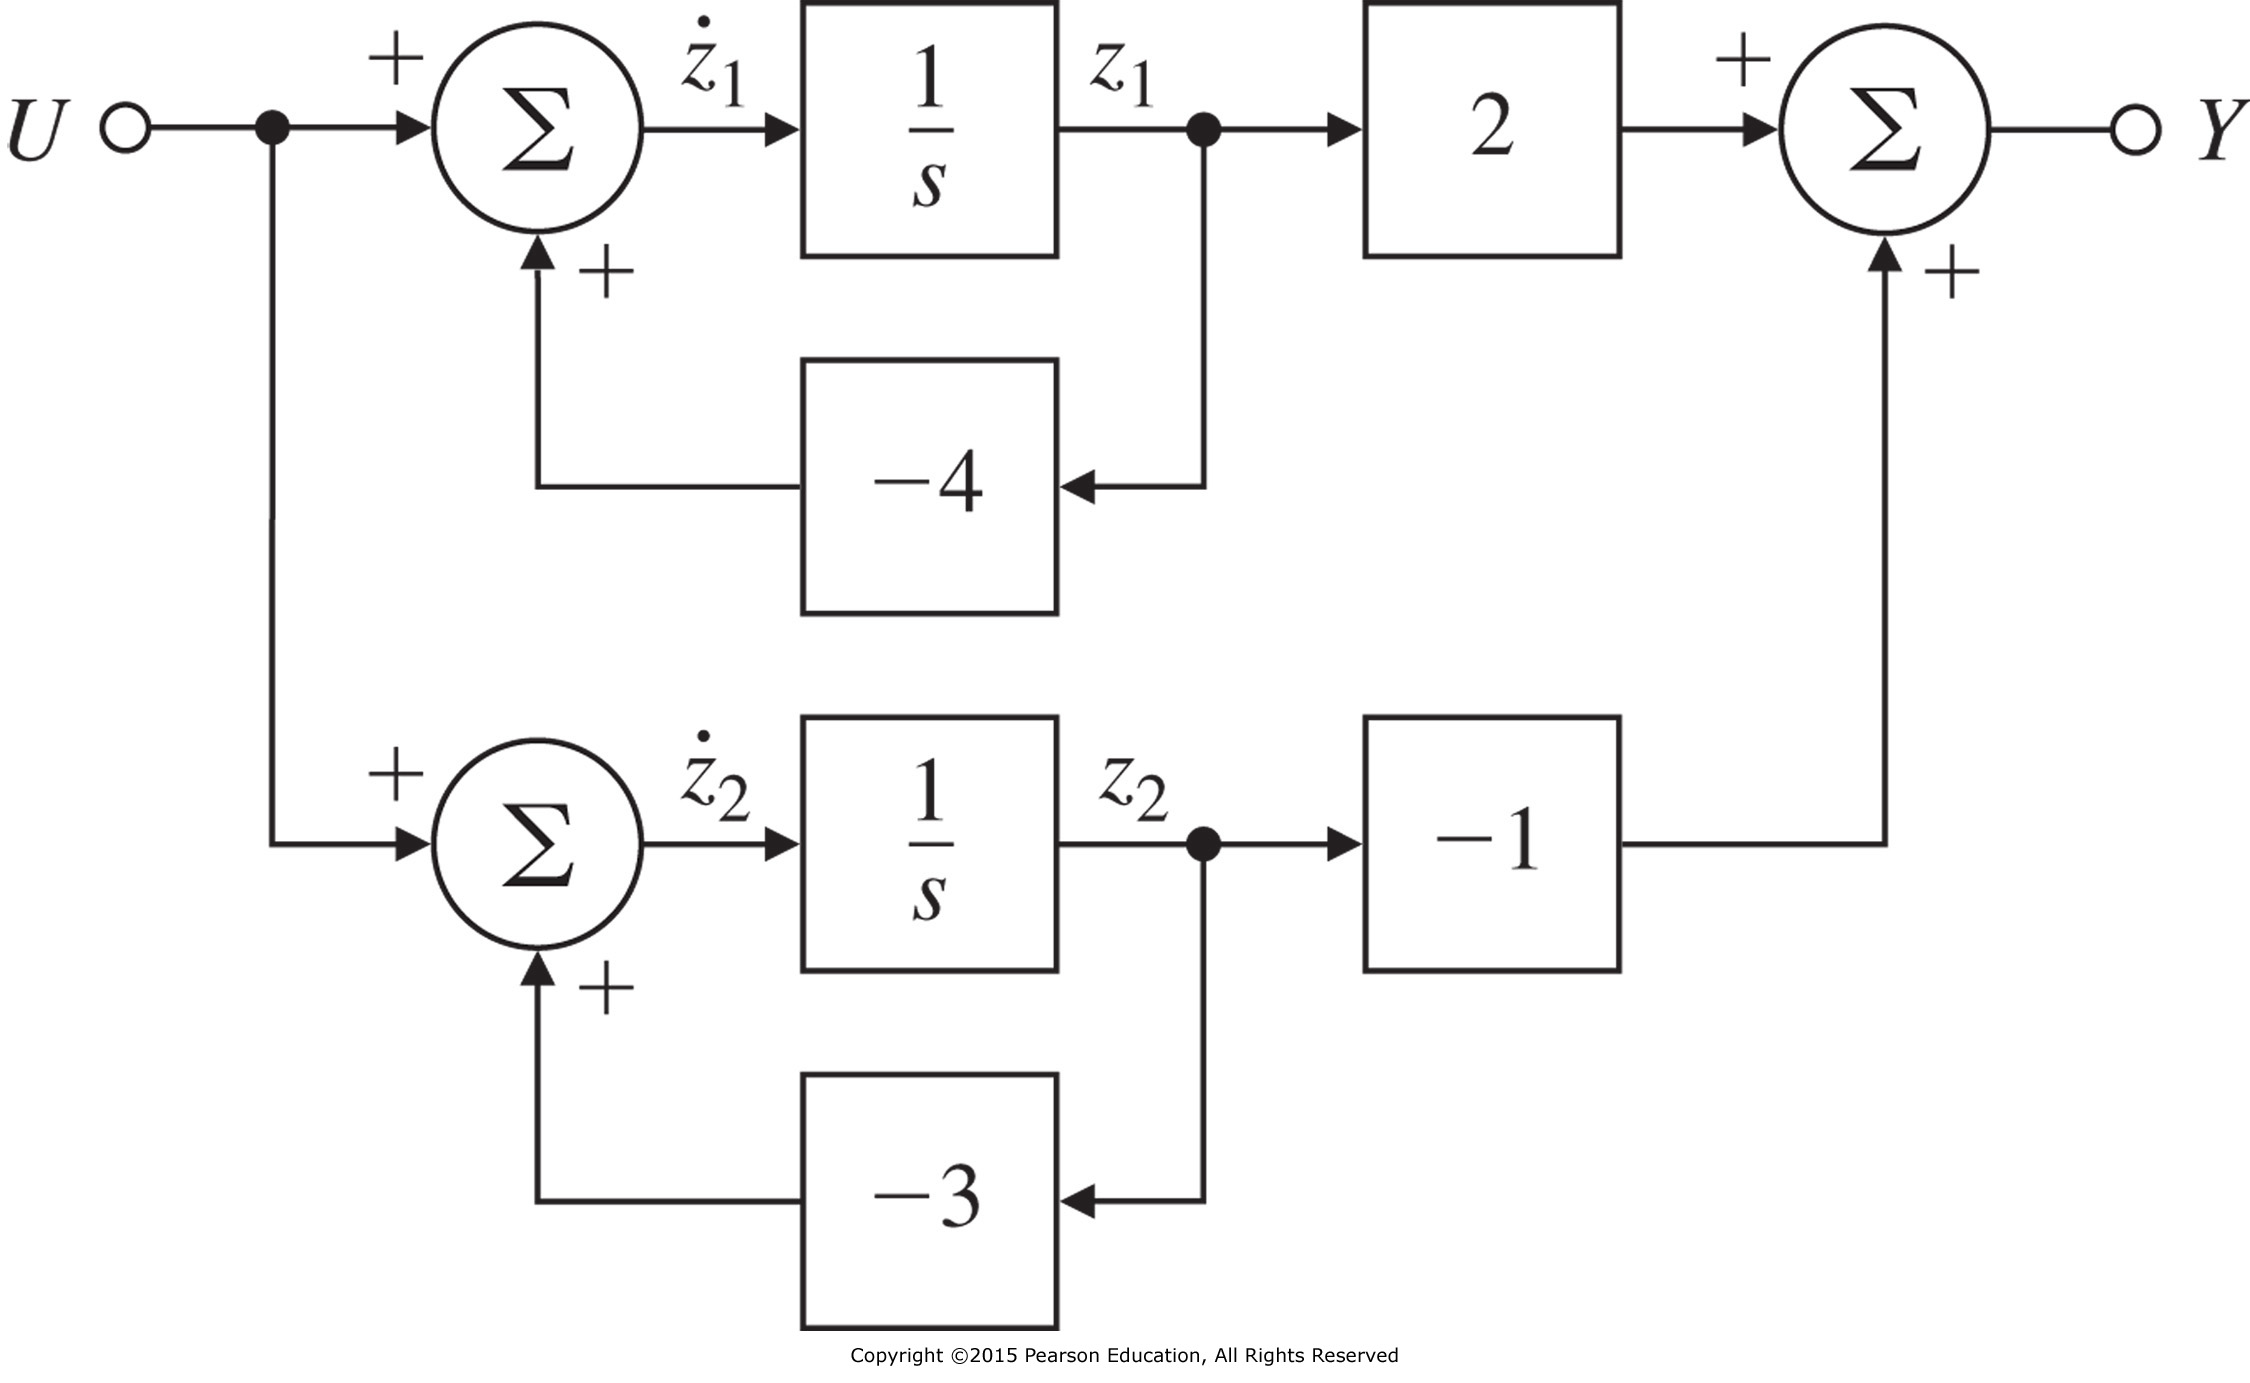 + ż₁ 1/s z₁ 2 +
U Σ Σ Y
+ +
−4
+ ż₂ 1/s z₂ −1
Σ
+
−3
Copyright ©2015 Pearson Education, All Rights Reserved